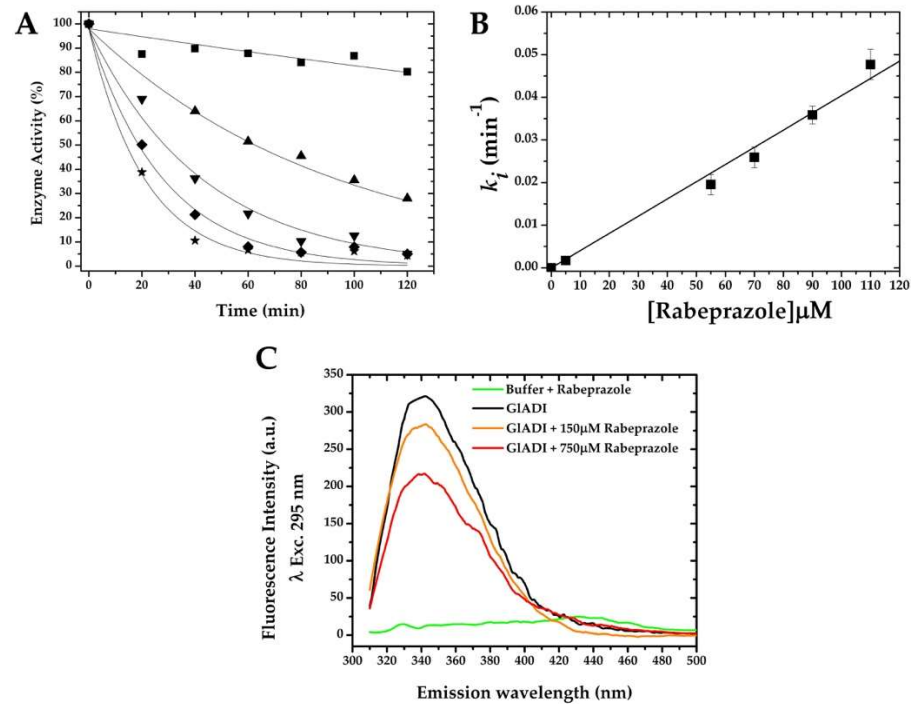 A
Enzyme Activity (%)
100
90
80
70
60
50
40
30
20
10
0
0 20 40 60 80 100 120
Time (min)
B
kᵢ (min⁻¹)
0.06
0.05
0.04
0.03
0.02
0.01
0.00
0 10 20 30 40 50 60 70 80 90 100 110 120
[Rabeprazole]µM
C
Fluorescence Intensity (a.u.)
λ Exc. 295 nm
350
300
250
200
150
100
50
0
Buffer + Rabeprazole
GlADI
GlADI + 150µM Rabeprazole
GlADI + 750µM Rabeprazole
300 320 340 360 380 400 420 440 460 480 500
Emission wavelength (nm)